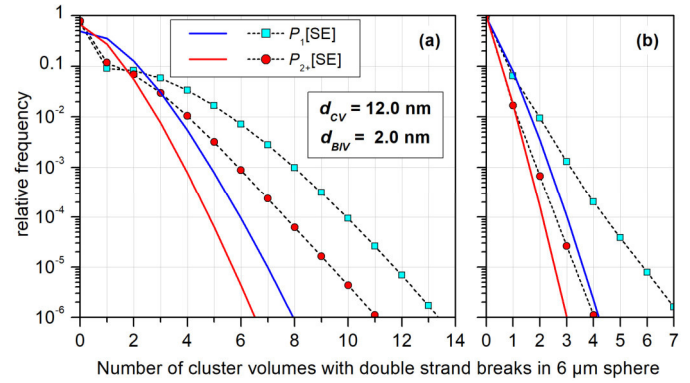 relative frequency
1
0.1
10-2
10-3
10-4
10-5
10-6
P1[SE]
P2+[SE]
(a)
dCV = 12.0 nm
dBIV = 2.0 nm
0 2 4 6 8 10 12 14
(b)
0 1 2 3 4 5 6 7
Number of cluster volumes with double strand breaks in 6 µm sphere